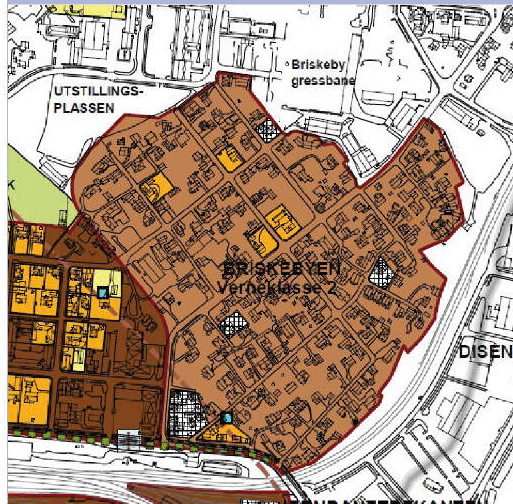 Briskeby
gressbane
UTSTILLINGS-
PLASSEN
BRISKEBYEN
Verneklasse 2
DISEN